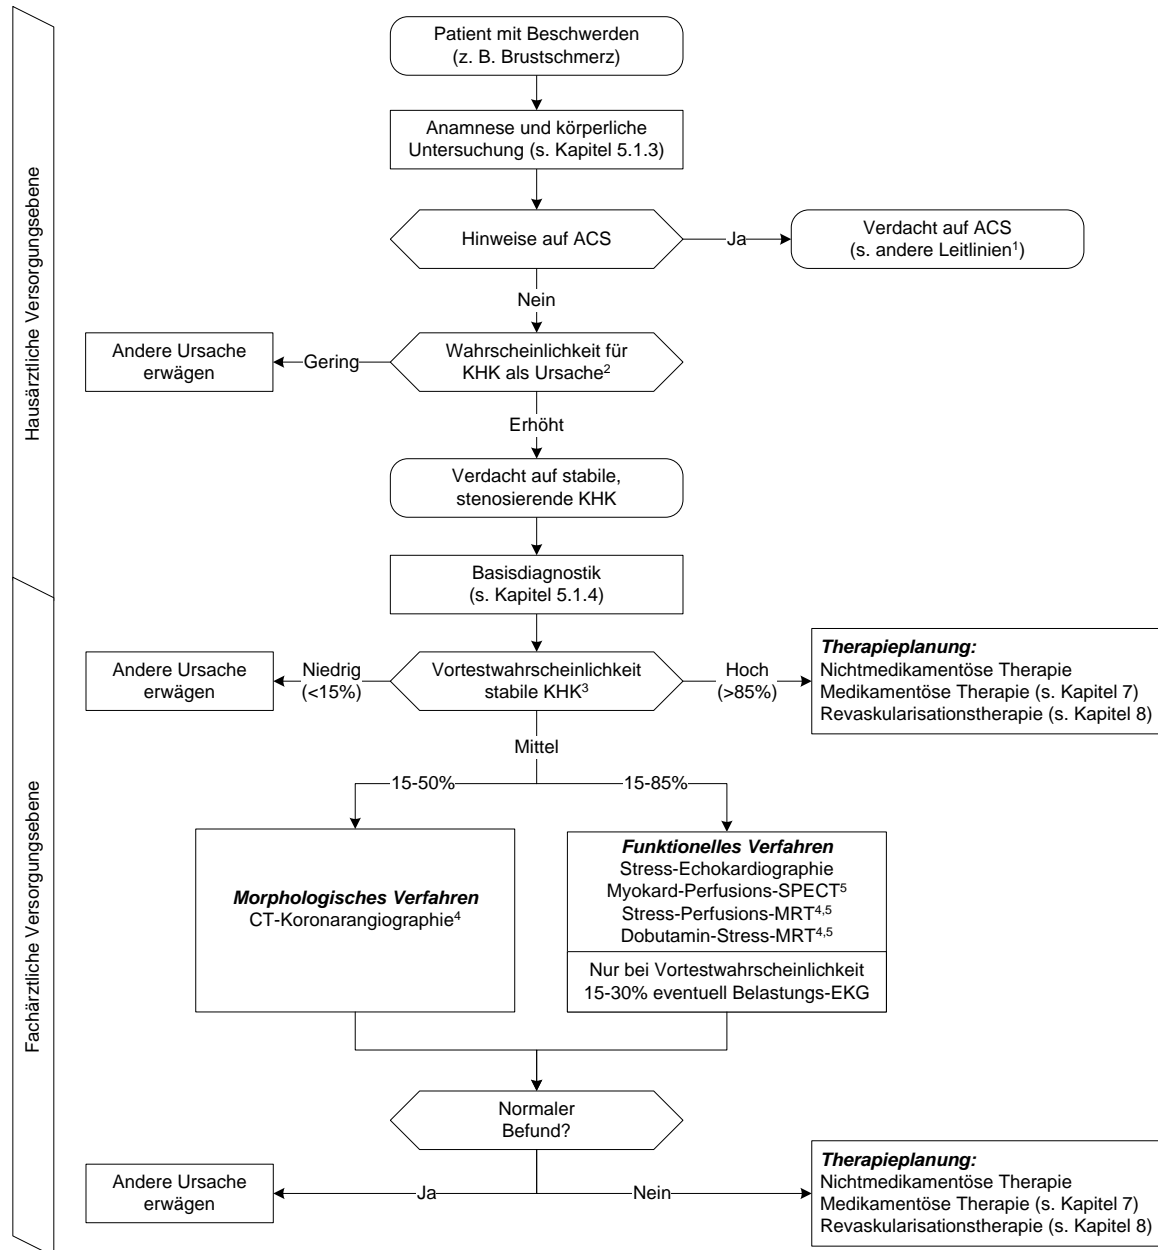 Hausärztliche Versorgungsebene
Patient mit Beschwerden
(z. B. Brustschmerz)
Anamnese und körperliche
Untersuchung (s. Kapitel 5.1.3)
Hinweise auf ACS
Ja
Verdacht auf ACS
(s. andere Leitlinien¹)
Nein
Andere Ursache
erwägen
Gering
Wahrscheinlichkeit für
KHK als Ursache²
Erhöht
Verdacht auf stabile,
stenosierende KHK
Basisdiagnostik
(s. Kapitel 5.1.4)
Fachärztliche Versorgungsebene
Andere Ursache
erwägen
Niedrig
(<15%)
Vortestwahrscheinlichkeit
stabile KHK³
Hoch
(>85%)
Therapieplanung:
Nichtmedikamentöse Therapie
Medikamentöse Therapie (s. Kapitel 7)
Revaskularisationstherapie (s. Kapitel 8)
Mittel
15-50%
15-85%
Morphologisches Verfahren
CT-Koronarangiographie⁴
Funktionelles Verfahren
Stress-Echokardiographie
Myokard-Perfusions-SPECT⁵
Stress-Perfusions-MRT⁴,⁵
Dobutamin-Stress-MRT⁴,⁵
Nur bei Vortestwahrscheinlichkeit
15-30% eventuell Belastungs-EKG
Normaler
Befund?
Andere Ursache
erwägen
Ja
Nein
Therapieplanung:
Nichtmedikamentöse Therapie
Medikamentöse Therapie (s. Kapitel 7)
Revaskularisationstherapie (s. Kapitel 8)